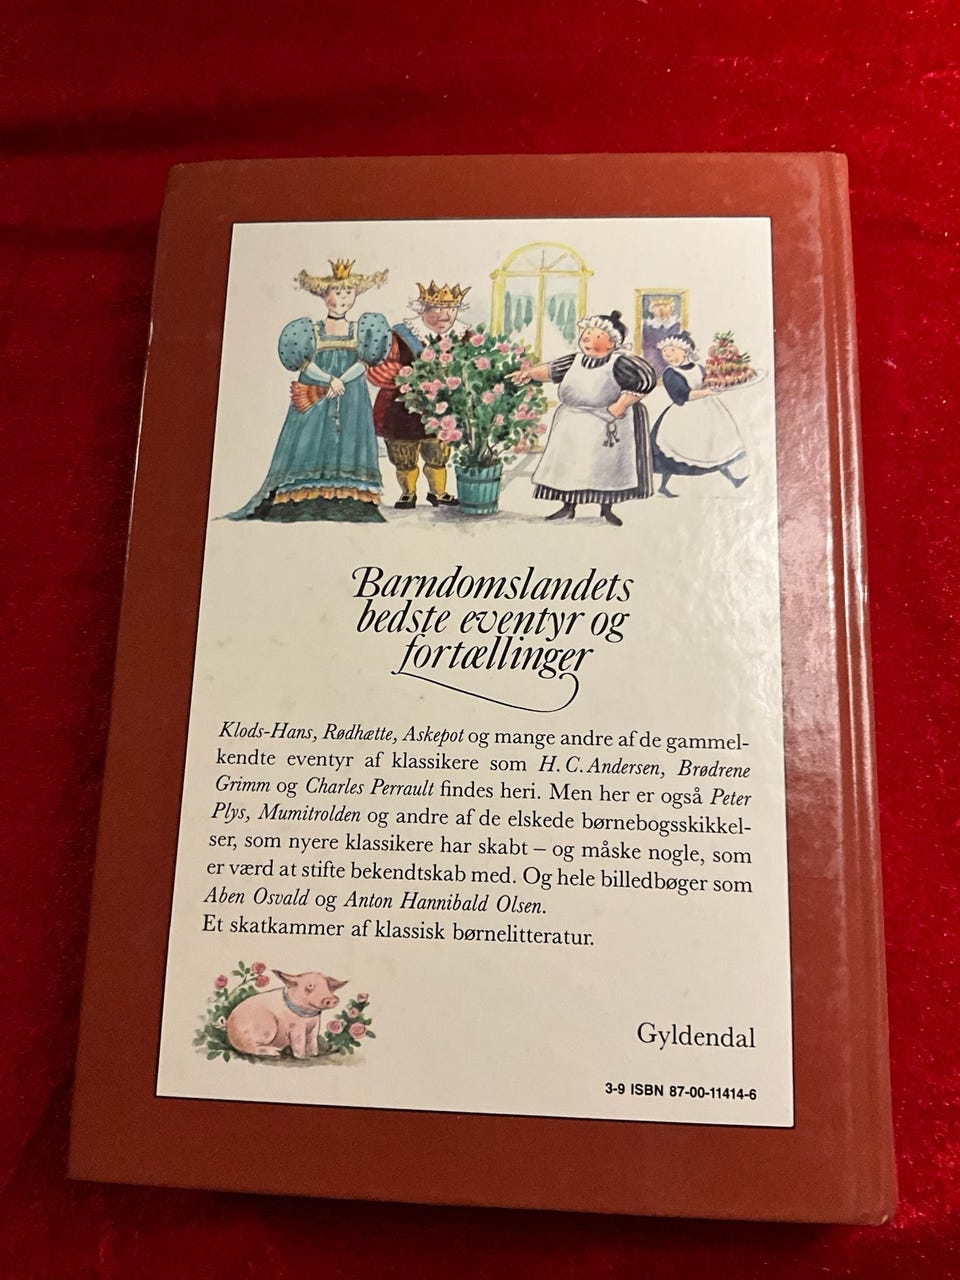 Barndomslandets
bedste eventyr og
fortællinger
Klods-Hans, Rødhætte, Askepot og mange andre af de gammel-
kendte eventyr af klassikere som H. C. Andersen, Brødrene
Grimm og Charles Perrault findes heri. Men her er også Peter
Plys, Mumitrolden og andre af de elskede børnebogsskikkel-
ser, som nyere klassikere har skabt – og måske nogle, som
er værd at stifte bekendtskab med. Og hele billedbøger som
Aben Osvald og Anton Hannibald Olsen.
Et skatkammer af klassisk børnelitteratur.
Gyldendal
3-9 ISBN 87-00-11414-6